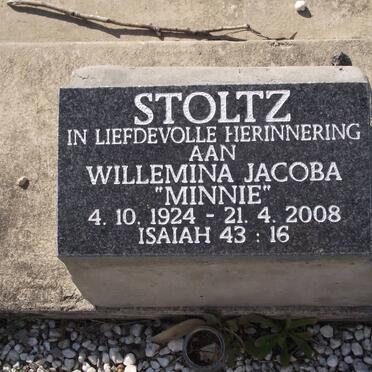 STOLTZ
IN LIEFDEVOLLE HERINNERING
AAN
WILLEMINA JACOBA
"MINNIE"
4. 10. 1924 - 21. 4. 2008
ISAIAH 43 : 16